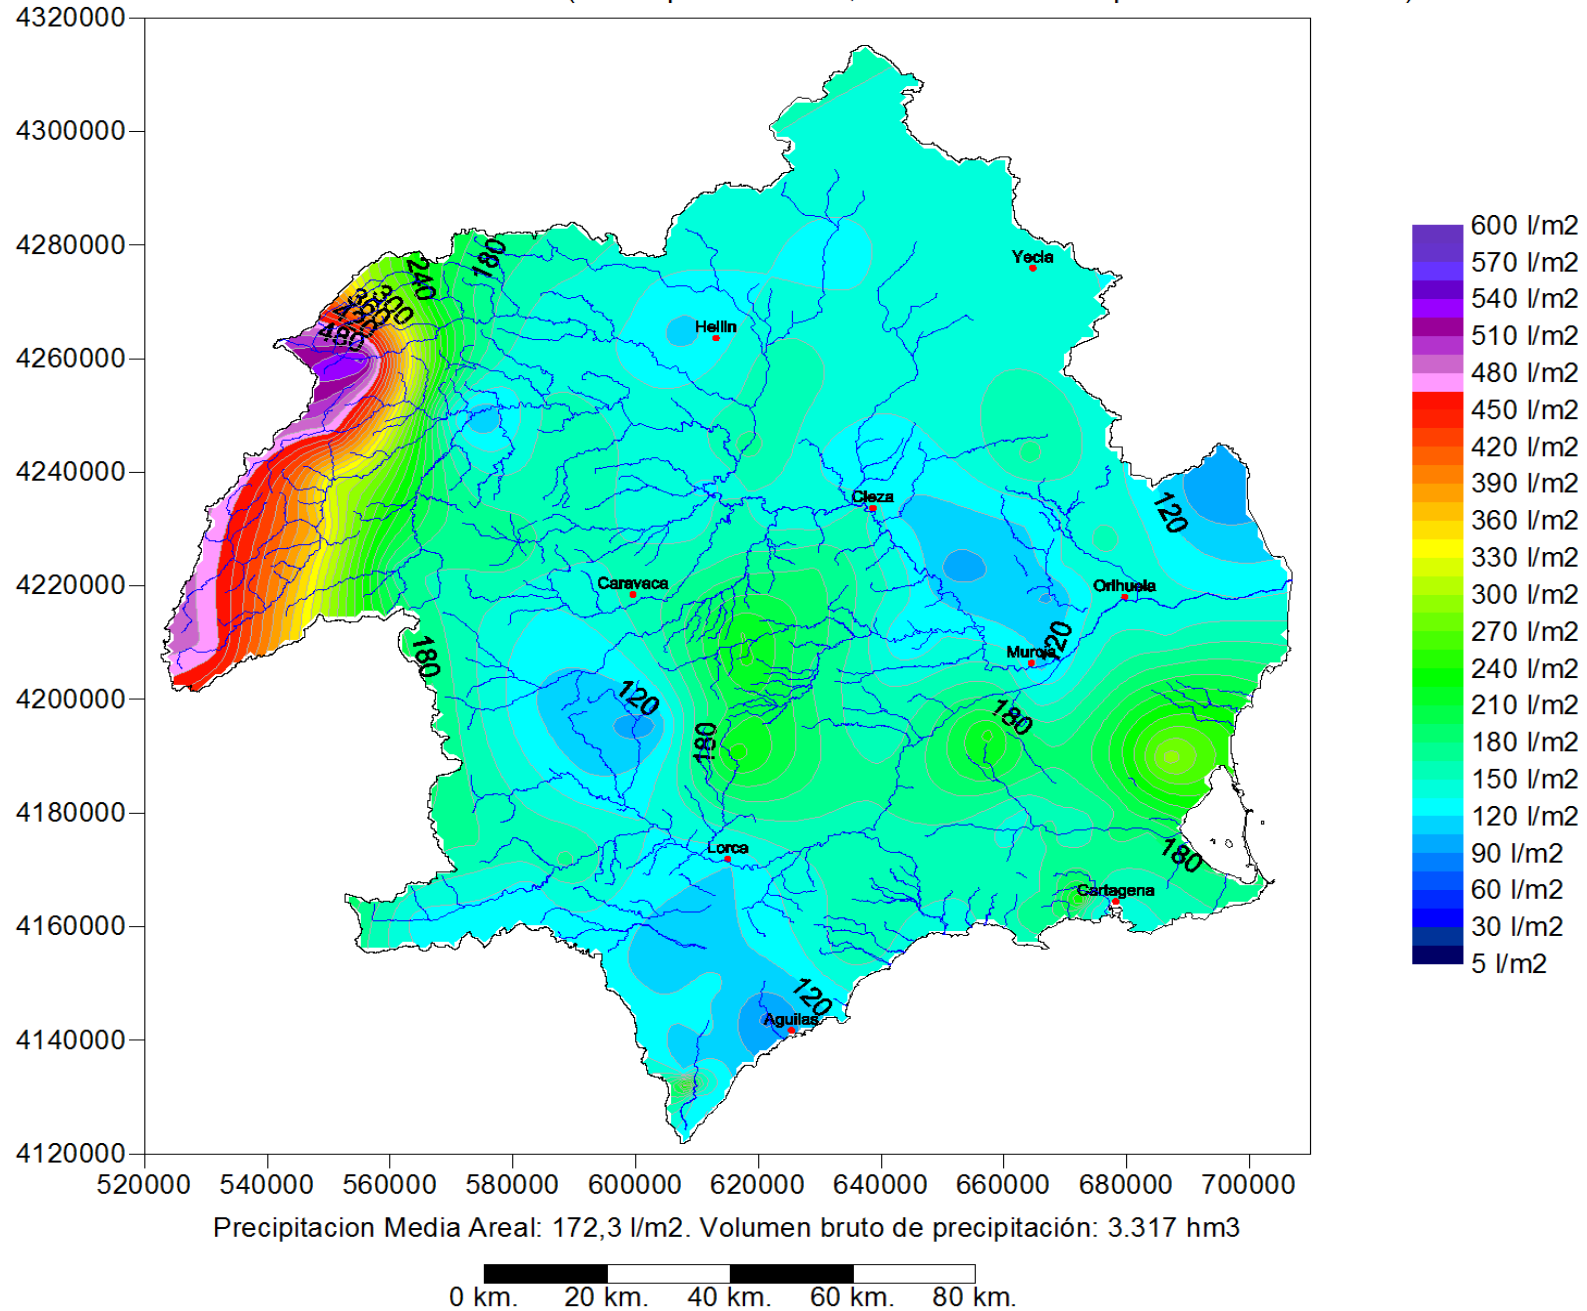 4320000
4300000
4280000
4260000
4240000
4220000
4200000
4180000
4160000
4140000
4120000
520000 540000 560000 580000 600000 620000 640000 660000 680000 700000
240
180
300
360
420
480
Yecla
Hellin
Cieza
120
Caravaca
Orihuela
120
Murcia
180
120
180
180
Lorca
180
Cartagena
120
Aguilas
600 l/m2
570 l/m2
540 l/m2
510 l/m2
480 l/m2
450 l/m2
420 l/m2
390 l/m2
360 l/m2
330 l/m2
300 l/m2
270 l/m2
240 l/m2
210 l/m2
180 l/m2
150 l/m2
120 l/m2
90 l/m2
60 l/m2
30 l/m2
5 l/m2
Precipitacion Media Areal: 172,3 l/m2. Volumen bruto de precipitación: 3.317 hm3
0 km. 20 km. 40 km. 60 km. 80 km.